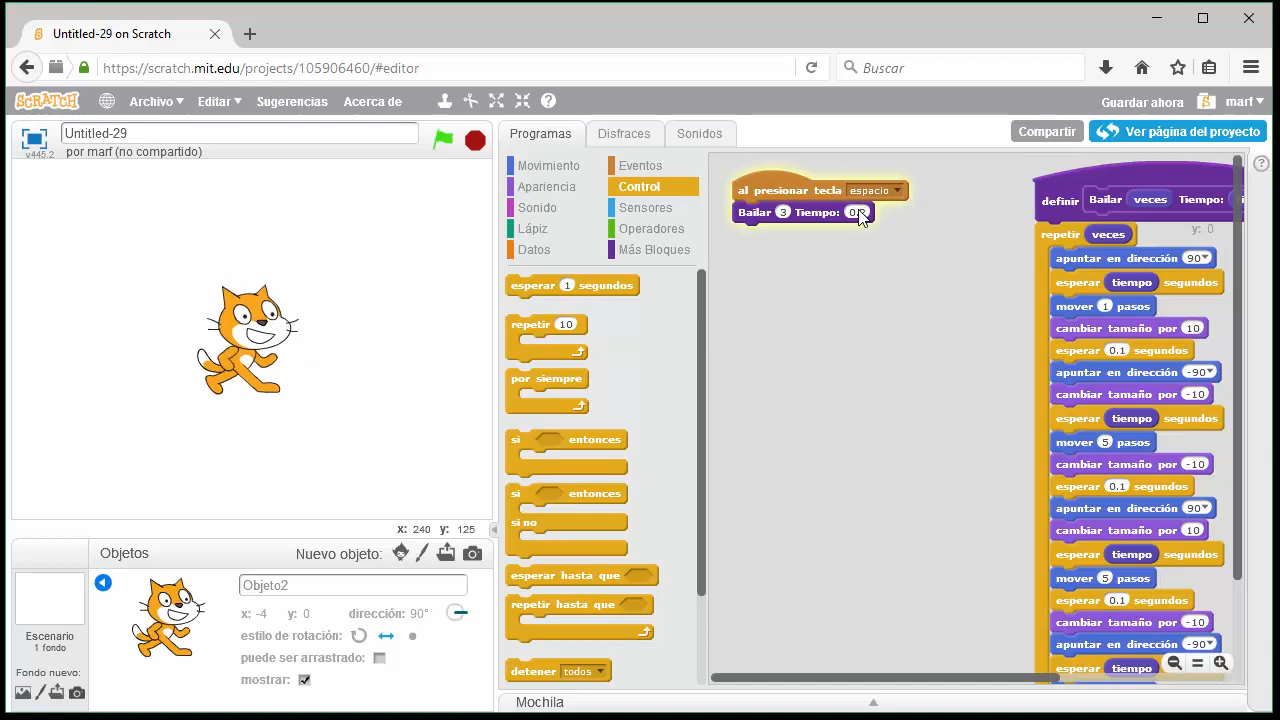 Untitled-29 on Scratch
https://scratch.mit.edu/projects/105906460/#editor
Buscar
SCRATCH
Archivo
Editar
Sugerencias
Acerca de
Guardar ahora
marf
Untitled-29
por marf (no compartido)
v445.2
Programas
Disfraces
Sonidos
Compartir
Ver página del proyecto
Movimiento
Apariencia
Sonido
Lápiz
Datos
Eventos
Control
Sensores
Operadores
Más Bloques
esperar 1 segundos
repetir 10
por siempre
si entonces
si entonces
si no
esperar hasta que
repetir hasta que
detener todos
al presionar tecla espacio
Bailar 3 Tiempo:
definir Bailar veces Tiempo:
y: 0
repetir veces
apuntar en dirección 90
esperar tiempo segundos
mover 1 pasos
cambiar tamaño por 10
esperar 0.1 segundos
apuntar en dirección -90
cambiar tamaño por -10
esperar tiempo segundos
mover 5 pasos
cambiar tamaño por -10
esperar 0.1 segundos
apuntar en dirección 90
cambiar tamaño por 10
esperar tiempo segundos
mover 5 pasos
esperar 0.1 segundos
cambiar tamaño por -10
apuntar en dirección -90
esperar tiempo
x: 240 y: 125
Objetos
Nuevo objeto:
Escenario
1 fondo
Fondo nuevo:
Objeto2
x: -4 y: 0 dirección: 90°
estilo de rotación:
puede ser arrastrado:
mostrar:
Mochila